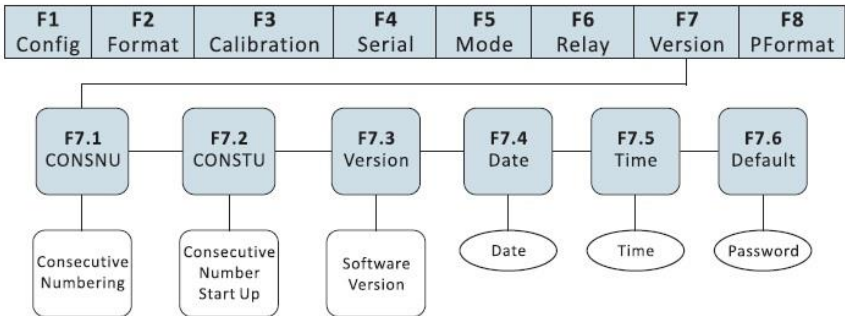 F1 F2 F3 F4 F5 F6 F7 F8
Config Format Calibration Serial Mode Relay Version PFormat
F7.1
CONSNU
F7.2
CONSTU
F7.3
Version
F7.4
Date
F7.5
Time
F7.6
Default
Consecutive
Numbering
Consecutive
Number
Start Up
Software
Version
Date
Time
Password